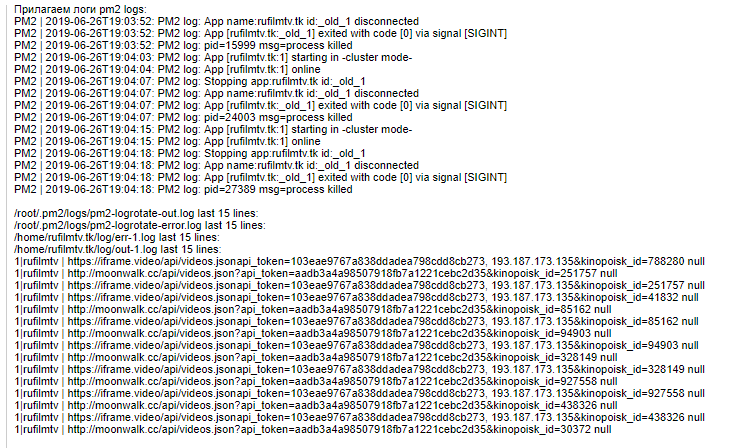 Прилагаем логи pm2 logs:
PM2 | 2019-06-26T19:03:52: PM2 log: App name:rufilmtv.tk id:_old_1 disconnected
PM2 | 2019-06-26T19:03:52: PM2 log: App [rufilmtv.tk:_old_1] exited with code [0] via signal [SIGINT]
PM2 | 2019-06-26T19:03:52: PM2 log: pid=15999 msg=process killed
PM2 | 2019-06-26T19:04:03: PM2 log: App [rufilmtv.tk:1] starting in -cluster mode-
PM2 | 2019-06-26T19:04:04: PM2 log: App [rufilmtv.tk:1] online
PM2 | 2019-06-26T19:04:07: PM2 log: Stopping app:rufilmtv.tk id:_old_1
PM2 | 2019-06-26T19:04:07: PM2 log: App name:rufilmtv.tk id:_old_1 disconnected
PM2 | 2019-06-26T19:04:07: PM2 log: App [rufilmtv.tk:_old_1] exited with code [0] via signal [SIGINT]
PM2 | 2019-06-26T19:04:07: PM2 log: pid=24003 msg=process killed
PM2 | 2019-06-26T19:04:15: PM2 log: App [rufilmtv.tk:1] starting in -cluster mode-
PM2 | 2019-06-26T19:04:15: PM2 log: App [rufilmtv.tk:1] online
PM2 | 2019-06-26T19:04:18: PM2 log: Stopping app:rufilmtv.tk id:_old_1
PM2 | 2019-06-26T19:04:18: PM2 log: App name:rufilmtv.tk id:_old_1 disconnected
PM2 | 2019-06-26T19:04:18: PM2 log: App [rufilmtv.tk:_old_1] exited with code [0] via signal [SIGINT]
PM2 | 2019-06-26T19:04:18: PM2 log: pid=27389 msg=process killed
/root/.pm2/logs/pm2-logrotate-out.log last 15 lines:
/root/.pm2/logs/pm2-logrotate-error.log last 15 lines:
/home/rufilmtv.tk/log/err-1.log last 15 lines:
/home/rufilmtv.tk/log/out-1.log last 15 lines:
1|rufilmtv | https://iframe.video/api/videos.jsonapi_token=103eae9767a838ddadea798cdd8cb273, 193.187.173.135&kinopoisk_id=788280 null
1|rufilmtv | http://moonwalk.cc/api/videos.json?api_token=aadb3a4a98507918fb7a1221cebc2d35&kinopoisk_id=251757 null
1|rufilmtv | https://iframe.video/api/videos.jsonapi_token=103eae9767a838ddadea798cdd8cb273, 193.187.173.135&kinopoisk_id=251757 null
1|rufilmtv | https://iframe.video/api/videos.jsonapi_token=103eae9767a838ddadea798cdd8cb273, 193.187.173.135&kinopoisk_id=41832 null
1|rufilmtv | http://moonwalk.cc/api/videos.json?api_token=aadb3a4a98507918fb7a1221cebc2d35&kinopoisk_id=85162 null
1|rufilmtv | https://iframe.video/api/videos.jsonapi_token=103eae9767a838ddadea798cdd8cb273, 193.187.173.135&kinopoisk_id=85162 null
1|rufilmtv | http://moonwalk.cc/api/videos.json?api_token=aadb3a4a98507918fb7a1221cebc2d35&kinopoisk_id=94903 null
1|rufilmtv | https://iframe.video/api/videos.jsonapi_token=103eae9767a838ddadea798cdd8cb273, 193.187.173.135&kinopoisk_id=94903 null
1|rufilmtv | http://moonwalk.cc/api/videos.json?api_token=aadb3a4a98507918fb7a1221cebc2d35&kinopoisk_id=328149 null
1|rufilmtv | https://iframe.video/api/videos.jsonapi_token=103eae9767a838ddadea798cdd8cb273, 193.187.173.135&kinopoisk_id=328149 null
1|rufilmtv | http://moonwalk.cc/api/videos.json?api_token=aadb3a4a98507918fb7a1221cebc2d35&kinopoisk_id=927558 null
1|rufilmtv | https://iframe.video/api/videos.jsonapi_token=103eae9767a838ddadea798cdd8cb273, 193.187.173.135&kinopoisk_id=927558 null
1|rufilmtv | http://moonwalk.cc/api/videos.json?api_token=aadb3a4a98507918fb7a1221cebc2d35&kinopoisk_id=438326 null
1|rufilmtv | https://iframe.video/api/videos.jsonapi_token=103eae9767a838ddadea798cdd8cb273, 193.187.173.135&kinopoisk_id=438326 null
1|rufilmtv | http://moonwalk.cc/api/videos.json?api_token=aadb3a4a98507918fb7a1221cebc2d35&kinopoisk_id=30372 null